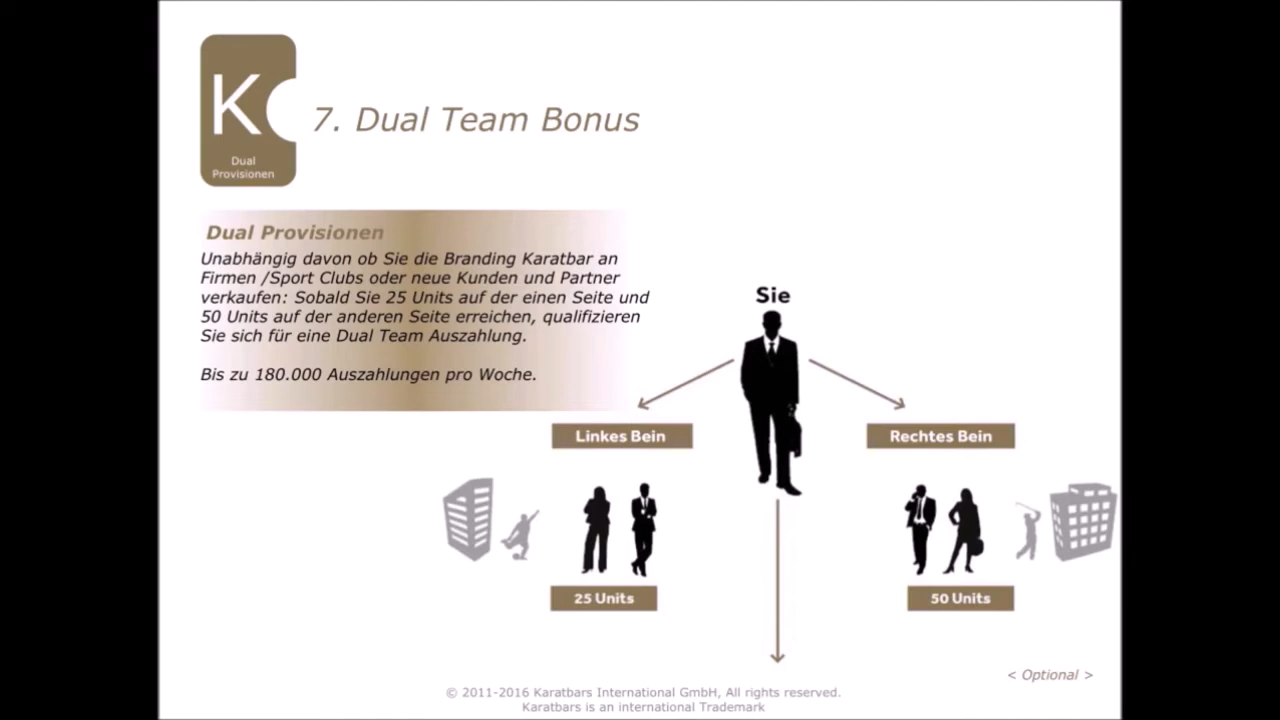 K
Dual
Provisionen
7. Dual Team Bonus
Dual Provisionen
Unabhängig davon ob Sie die Branding Karatbar an
Firmen /Sport Clubs oder neue Kunden und Partner
verkaufen: Sobald Sie 25 Units auf der einen Seite und
50 Units auf der anderen Seite erreichen, qualifizieren
Sie sich für eine Dual Team Auszahlung.
Bis zu 180.000 Auszahlungen pro Woche.
Sie
Linkes Bein
Rechtes Bein
25 Units
50 Units
< Optional >
© 2011-2016 Karatbars International GmbH, All rights reserved.
Karatbars is an international Trademark